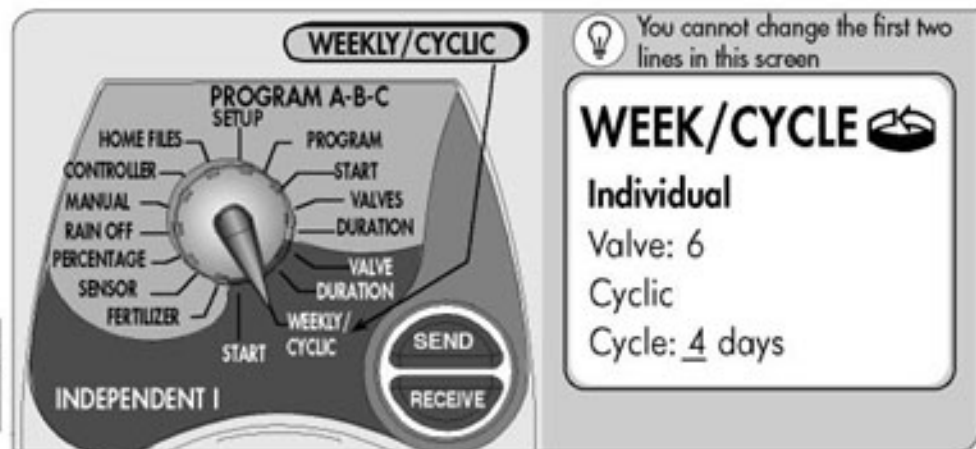 WEEKLY/CYCLIC
PROGRAM A-B-C
SETUP
HOME FILES
PROGRAM
CONTROLLER
START
MANUAL
VALVES
RAIN OFF
DURATION
PERCENTAGE
VALVE
DURATION
SENSOR
FERTILIZER
WEEKLY/
CYCLIC
START
INDEPENDENT I
SEND
RECEIVE
You cannot change the first two
lines in this screen
WEEK/CYCLE
Individual
Valve: 6
Cyclic
Cycle: 4 days